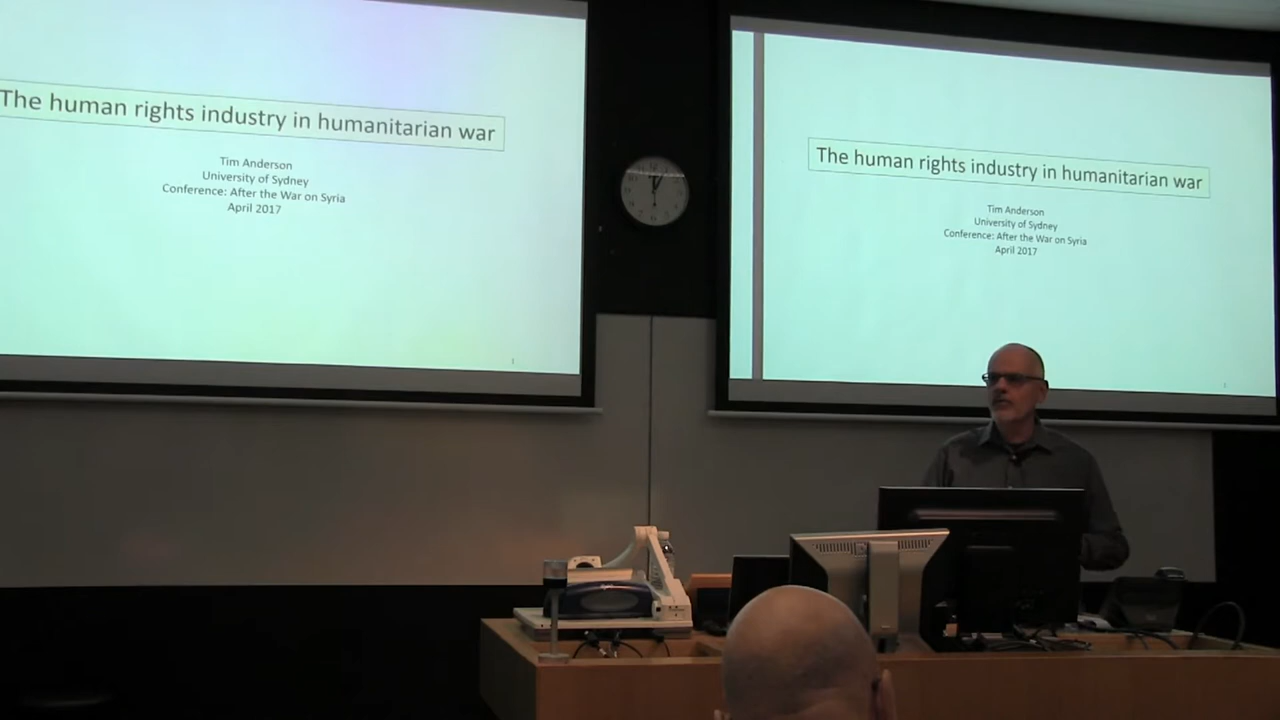 The human rights industry in humanitarian war
Tim Anderson
University of Sydney
Conference: After the War on Syria
April 2017
1
The human rights industry in humanitarian war
Tim Anderson
University of Sydney
Conference: After the War on Syria
April 2017
1